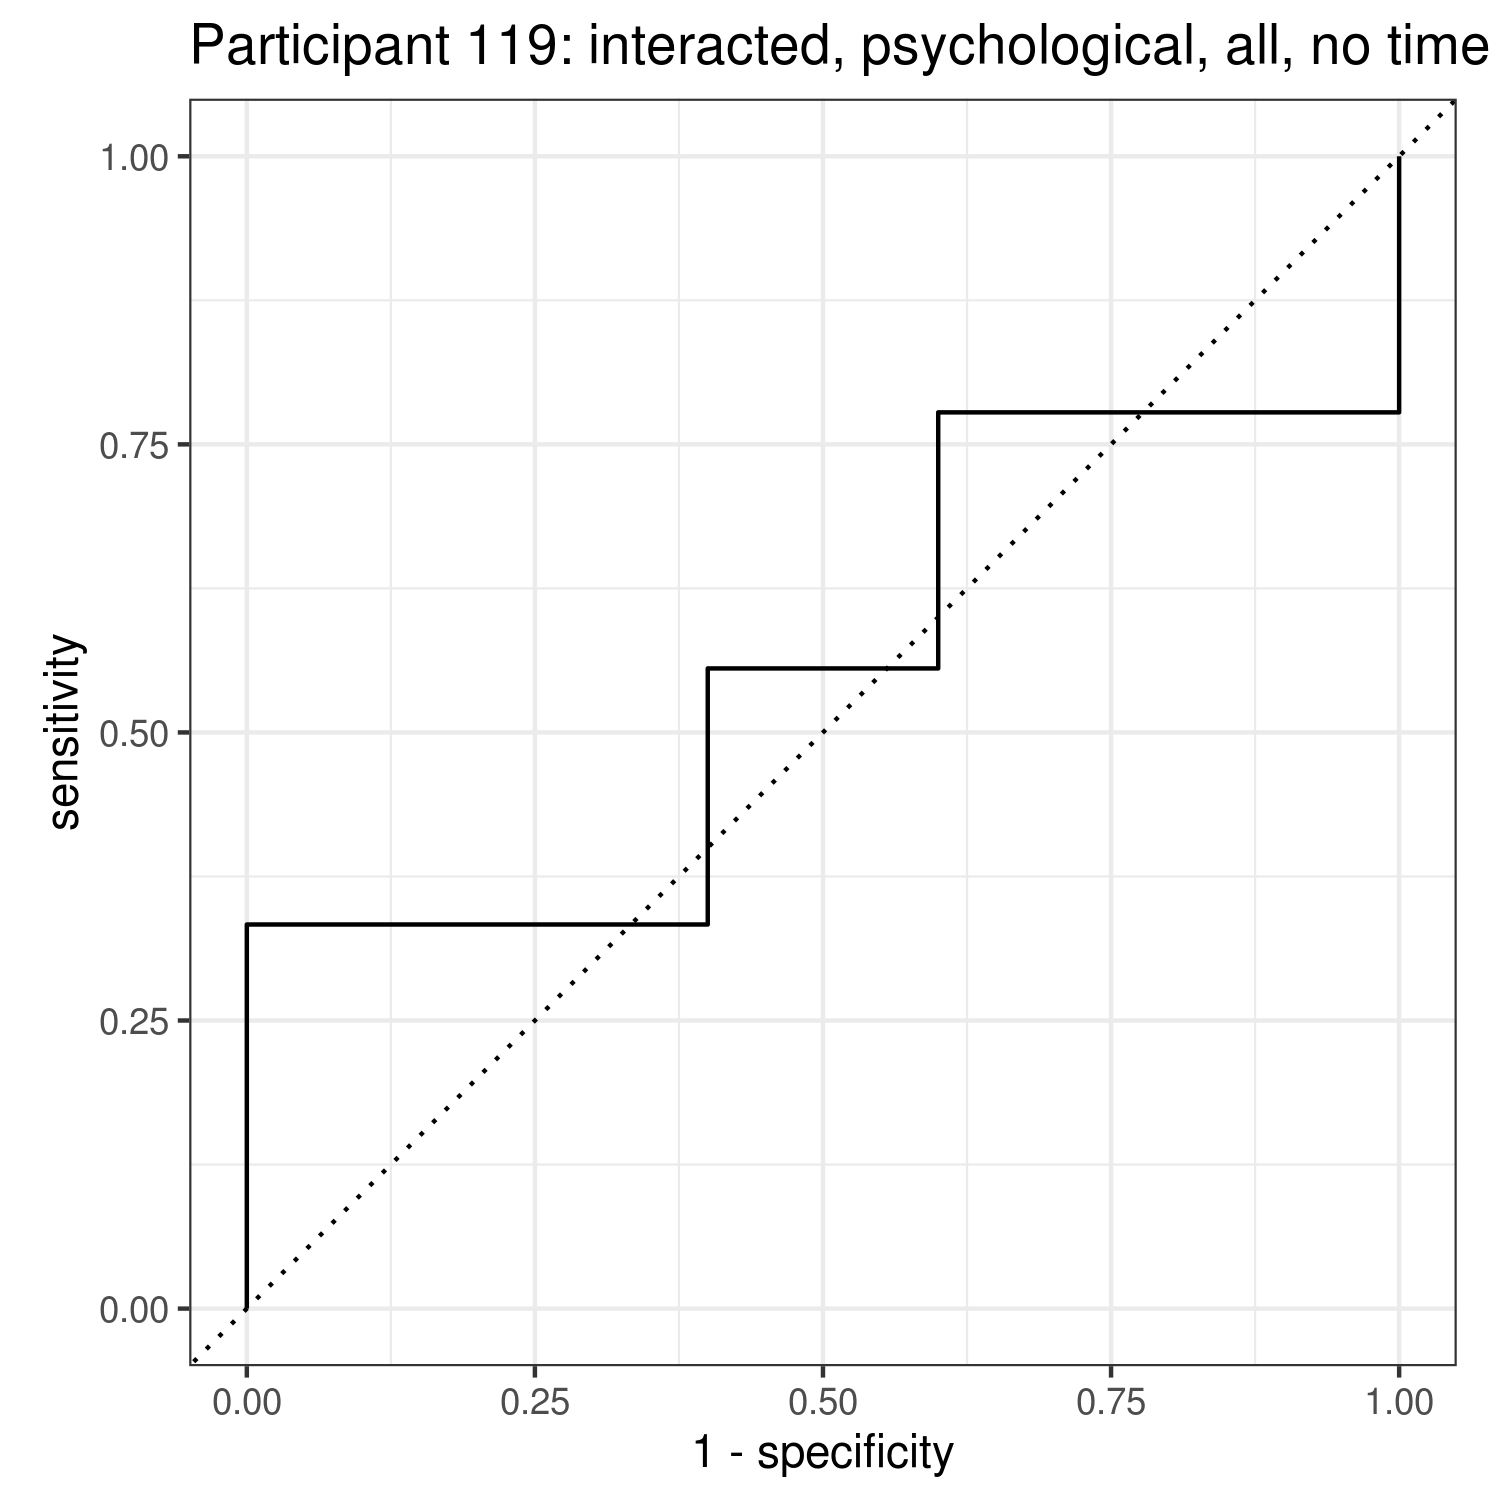 Participant 119: interacted, psychological, all, no time
1.00
0.75
0.50
0.25
0.00
sensitivity
0.00 0.25 0.50 0.75 1.00
1 - specificity